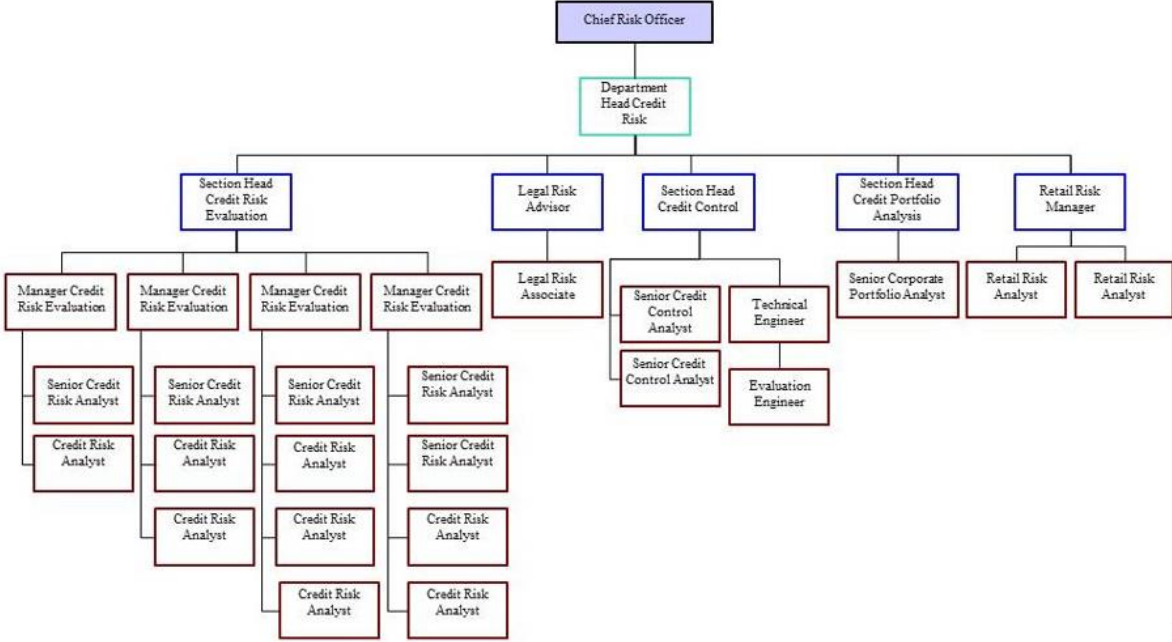 Chief Risk Officer
Department
Head Credit
Risk
Section Head
Credit Risk
Evaluation
Legal Risk
Advisor
Section Head
Credit Control
Section Head
Credit Portfolio
Analysis
Retail Risk
Manager
Manager Credit
Risk Evaluation
Manager Credit
Risk Evaluation
Manager Credit
Risk Evaluation
Manager Credit
Risk Evaluation
Legal Risk
Associate
Senior Credit
Control
Analyst
Technical
Engineer
Senior Corporate
Portfolio Analyst
Retail Risk
Analyst
Retail Risk
Analyst
Senior Credit
Control Analyst
Evaluation
Engineer
Senior Credit
Risk Analyst
Senior Credit
Risk Analyst
Senior Credit
Risk Analyst
Senior Credit
Risk Analyst
Credit Risk
Analyst
Credit Risk
Analyst
Credit Risk
Analyst
Senior Credit
Risk Analyst
Credit Risk
Analyst
Credit Risk
Analyst
Credit Risk
Analyst
Credit Risk
Analyst
Credit Risk
Analyst